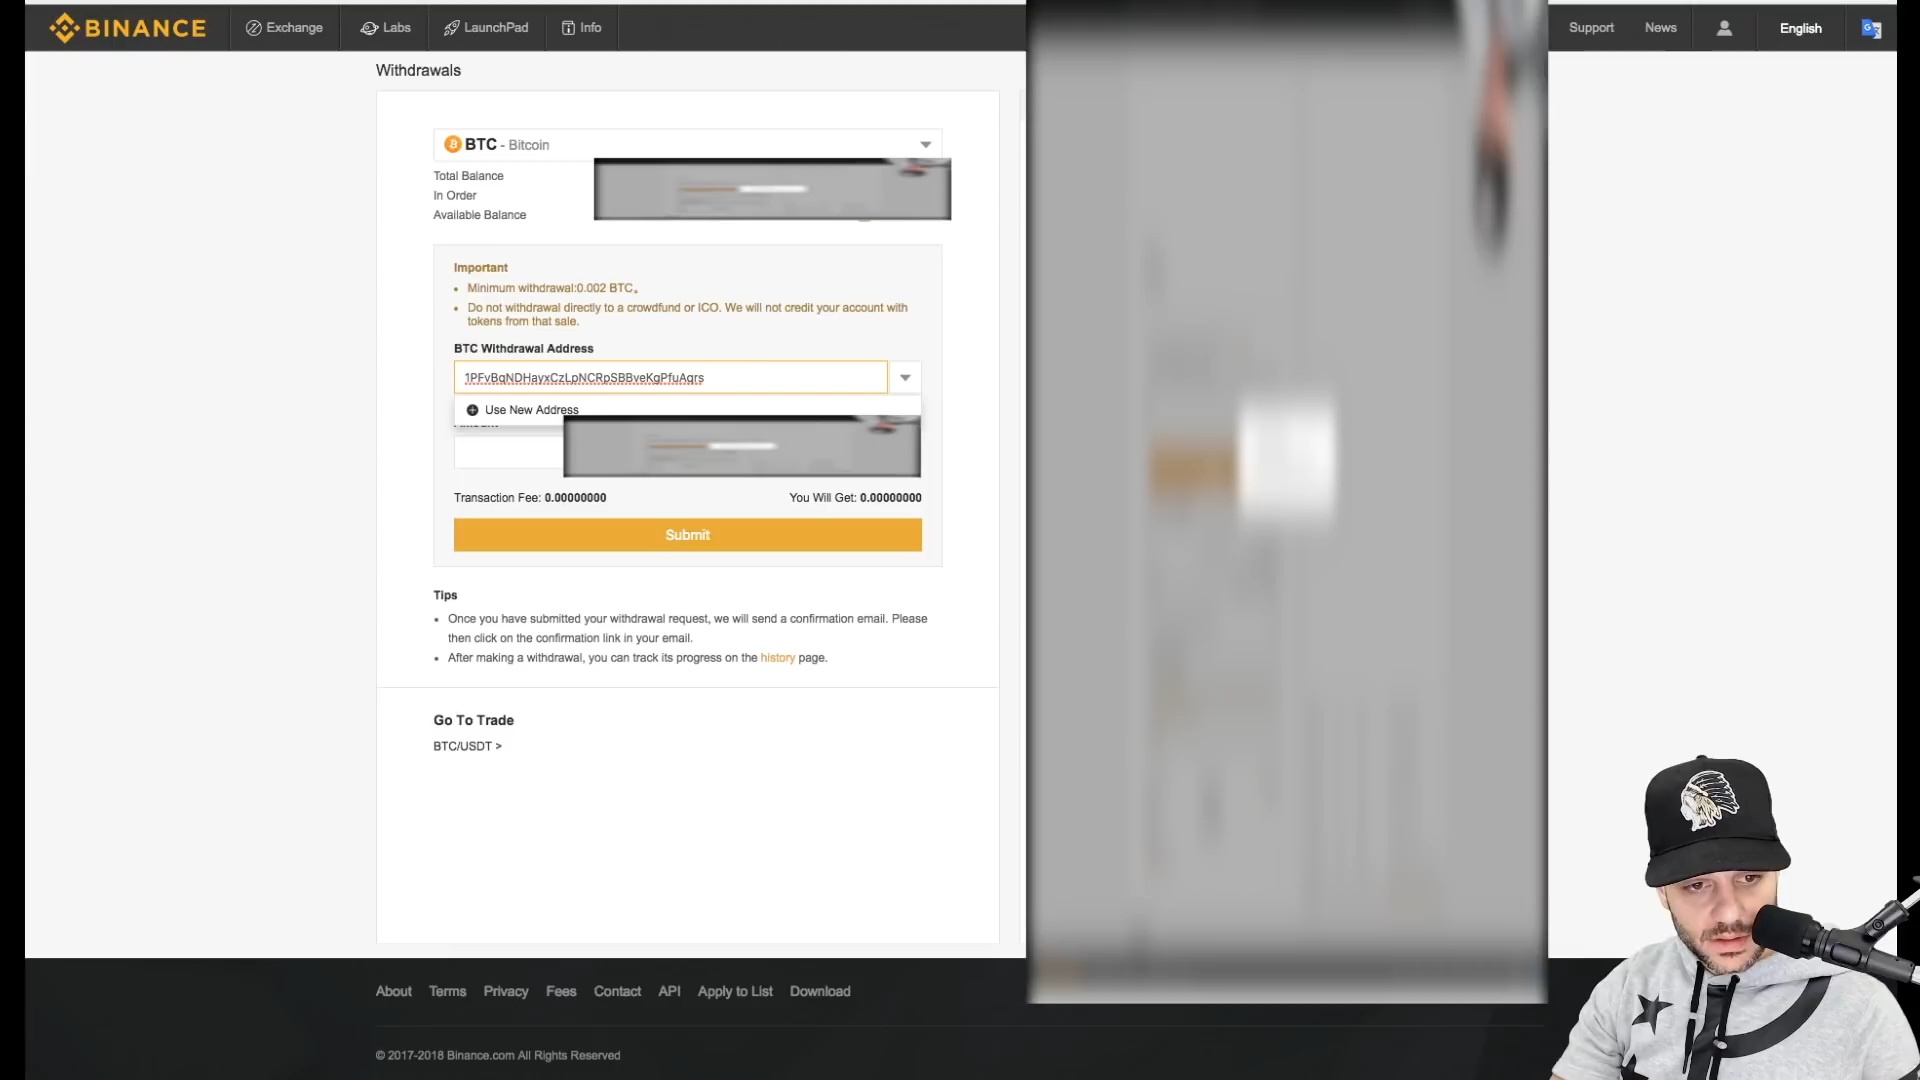 BINANCE Exchange Labs LaunchPad Info Support News English
Withdrawals
BTC - Bitcoin
Total Balance
In Order
Available Balance
Important
Minimum withdrawal:0.002 BTC。
Do not withdrawal directly to a crowdfund or ICO. We will not credit your account with
tokens from that sale.
BTC Withdrawal Address
1PFvBqNDHayxCzLpNCRpSBBveKgPfuAqrs
Use New Address
Transaction Fee: 0.00000000 You Will Get: 0.00000000
Submit
Tips
Once you have submitted your withdrawal request, we will send a confirmation email. Please
then click on the confirmation link in your email.
After making a withdrawal, you can track its progress on the history page.
Go To Trade
BTC/USDT >
About Terms Privacy Fees Contact API Apply to List Download
© 2017-2018 Binance.com All Rights Reserved